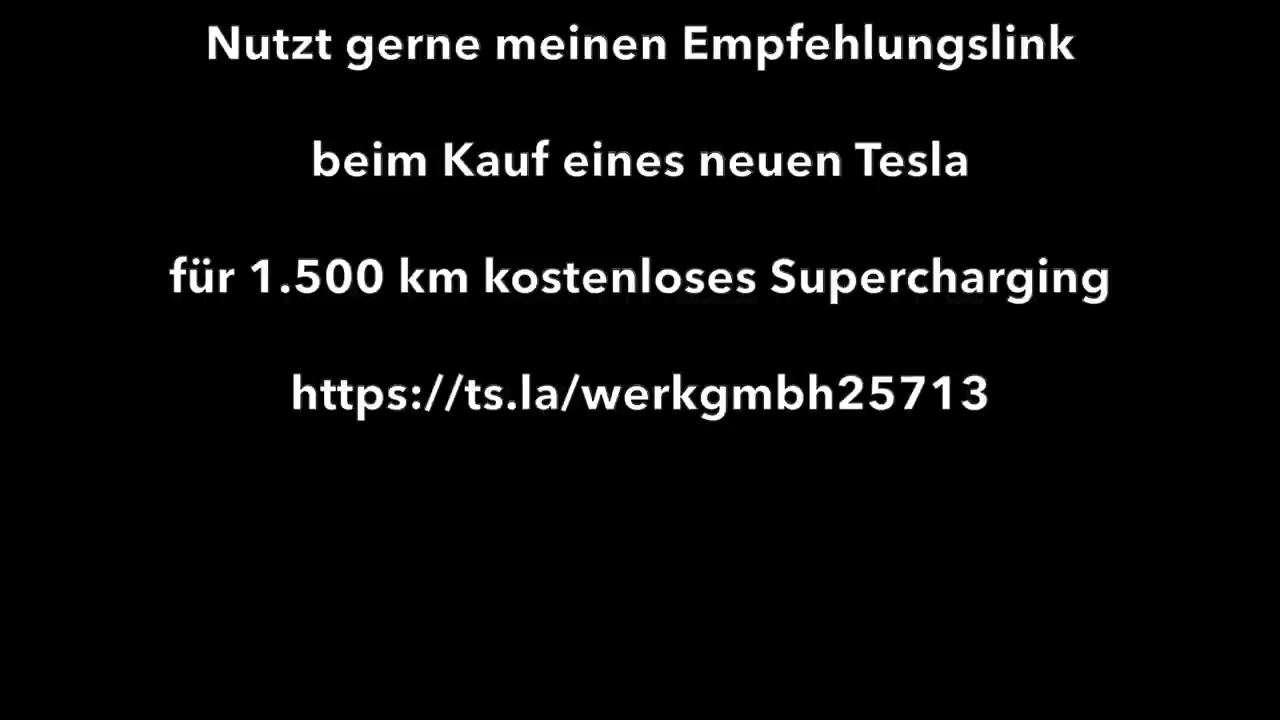 Nutzt gerne meinen Empfehlungslink
beim Kauf eines neuen Tesla
für 1.500 km kostenloses Supercharging
https://ts.la/werkgmbh25713